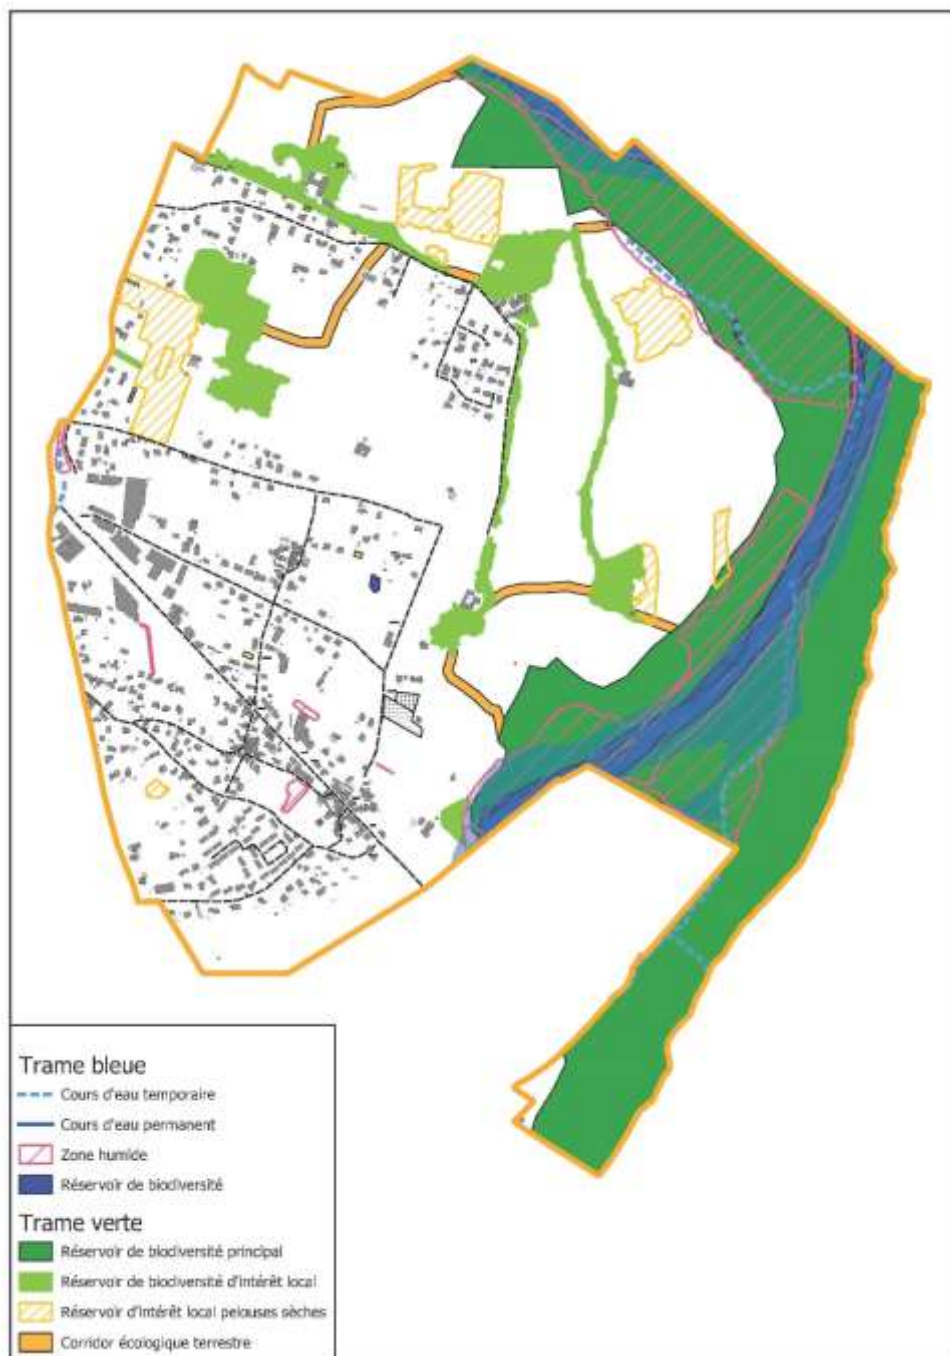 Trame bleue
Cours d'eau temporaire
Cours d'eau permanent
Zone humide
Réservoir de biodiversité
Trame verte
Réservoir de biodiversité principal
Réservoir de biodiversité d'intérêt local
Réservoir d'intérêt local pelouses sèches
Corridor écologique terrestre